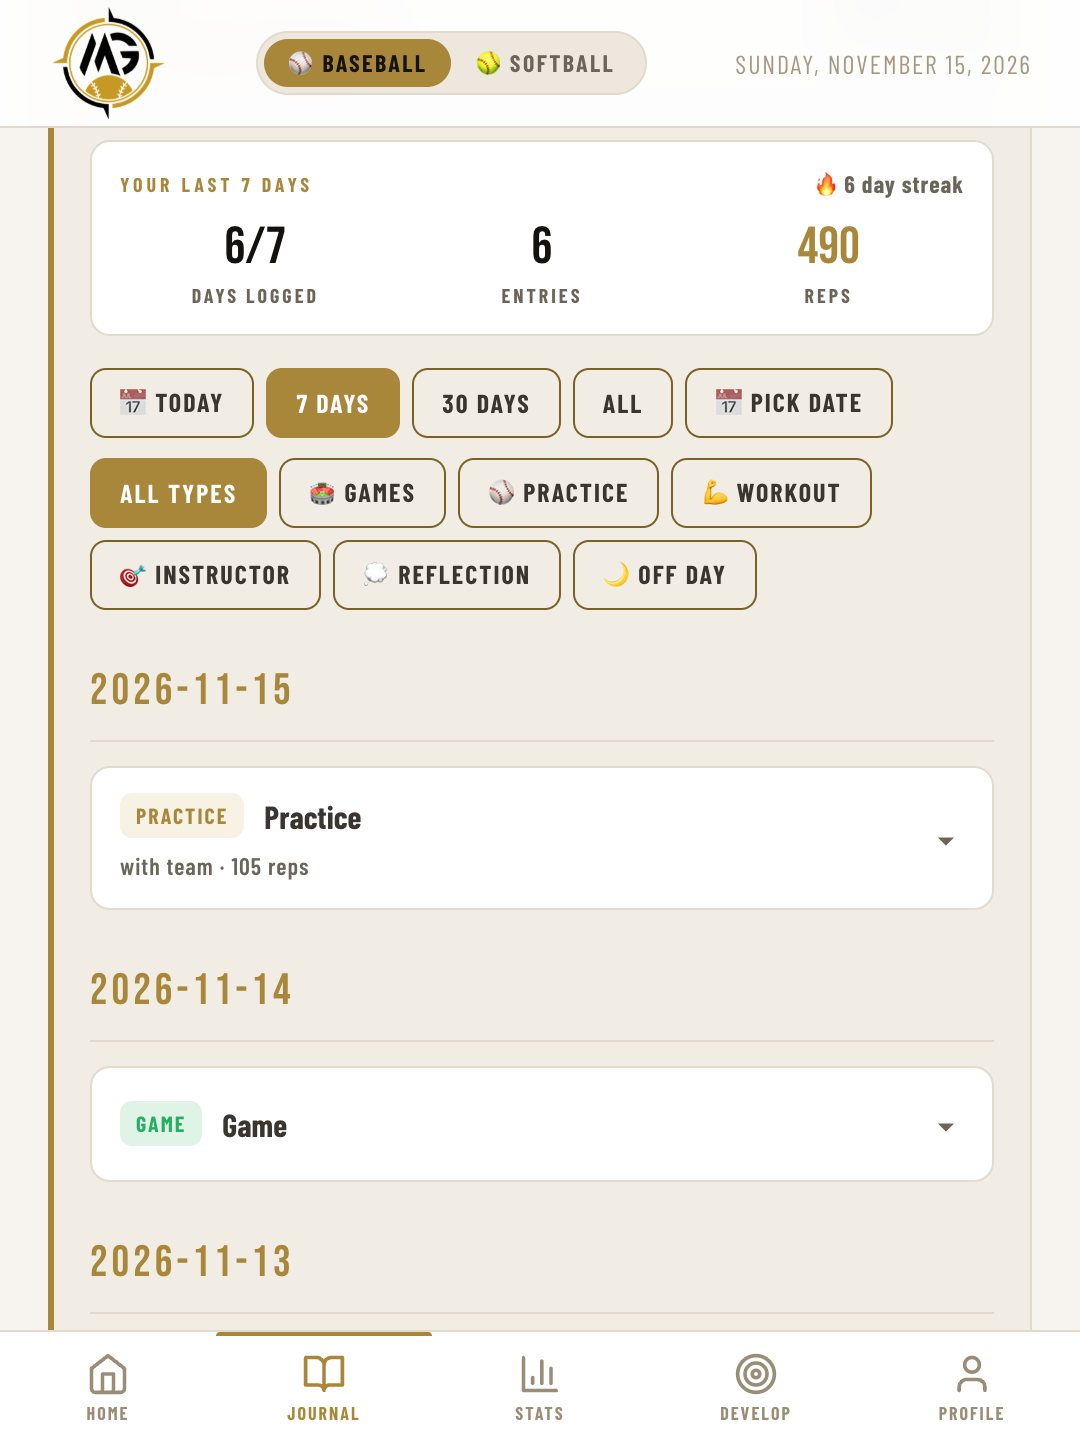 MG
BASEBALL
SOFTBALL
SUNDAY, NOVEMBER 15, 2026
YOUR LAST 7 DAYS
6 day streak
6/7
6
490
DAYS LOGGED
ENTRIES
REPS
17 TODAY
7 DAYS
30 DAYS
ALL
17 PICK DATE
ALL TYPES
GAMES
PRACTICE
WORKOUT
INSTRUCTOR
REFLECTION
OFF DAY
2026-11-15
PRACTICE Practice
with team · 105 reps
2026-11-14
GAME Game
2026-11-13
HOME
JOURNAL
STATS
DEVELOP
PROFILE